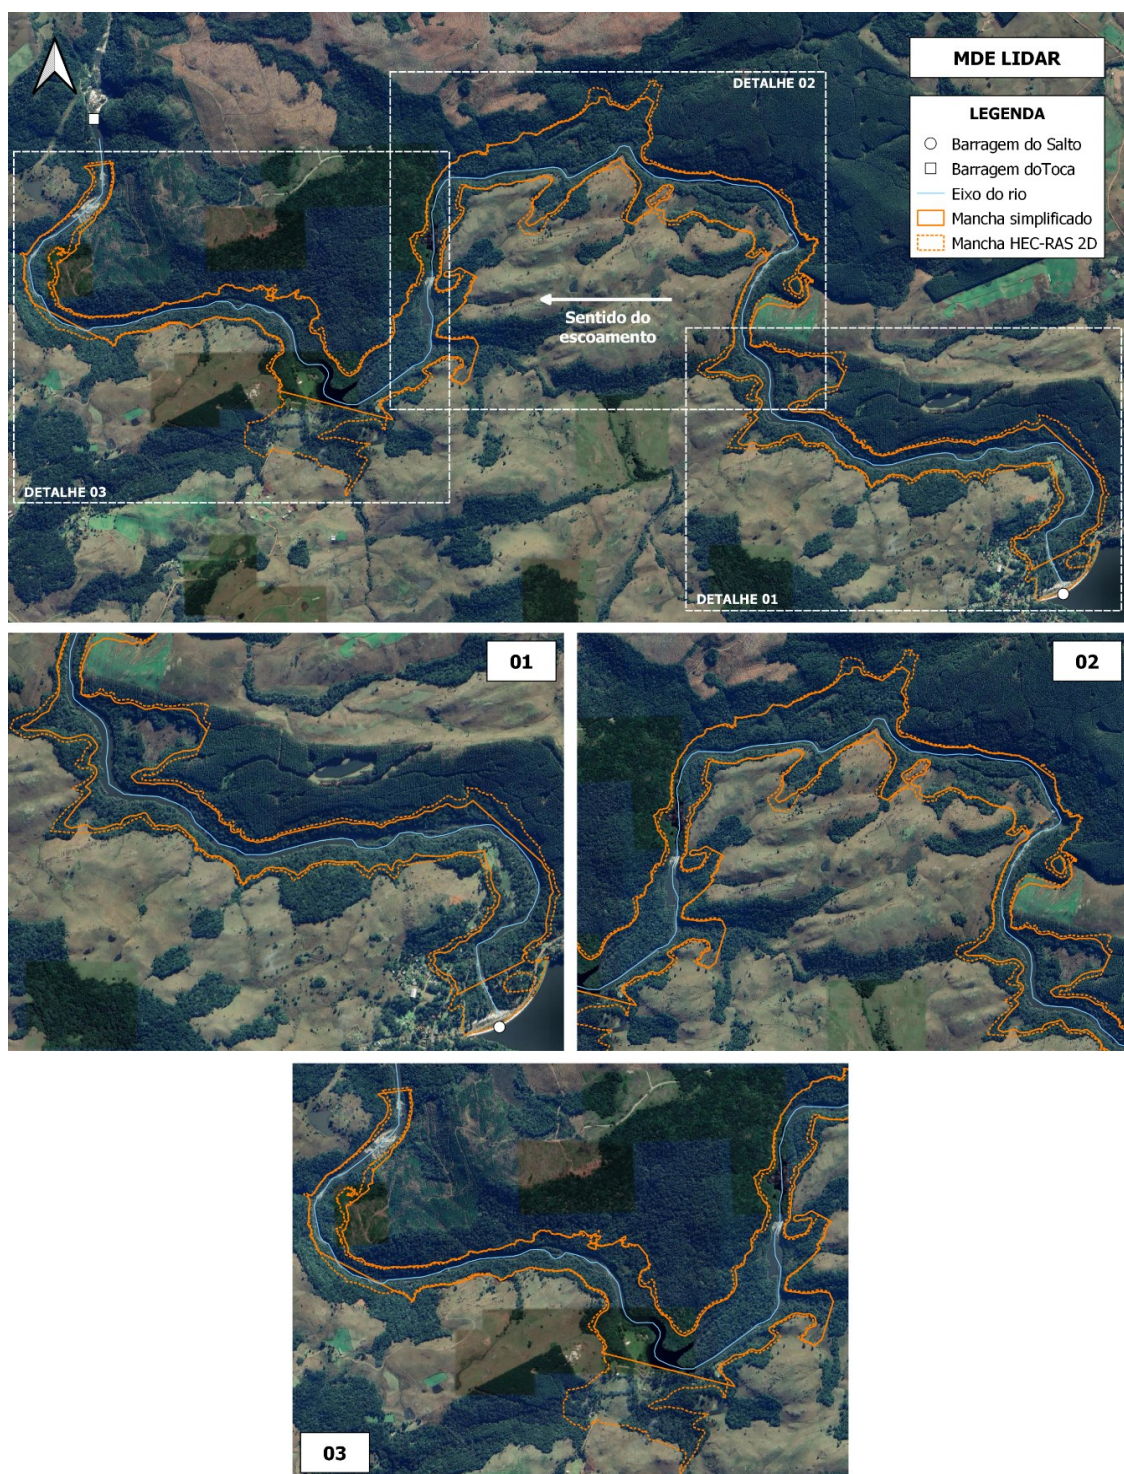 DETALHE 02
MDE LIDAR
LEGENDA
Barragem do Salto
Barragem doToca
Eixo do rio
Mancha simplificado
Mancha HEC-RAS 2D
Sentido do
escoamento
DETALHE 03
DETALHE 01
01
02
03